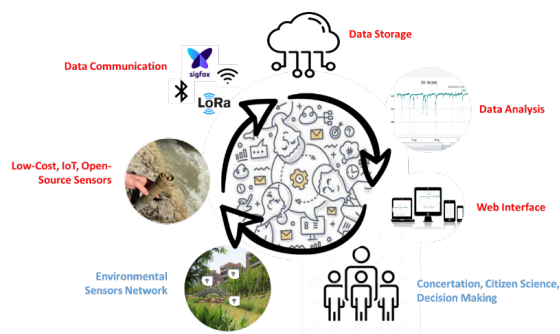 Data Storage
Data Communication
sigfox
LoRa
Data Analysis
Low-Cost, IoT, Open-
Source Sensors
Web Interface
Environmental
Sensors Network
Concertation, Citizen Science,
Decision Making